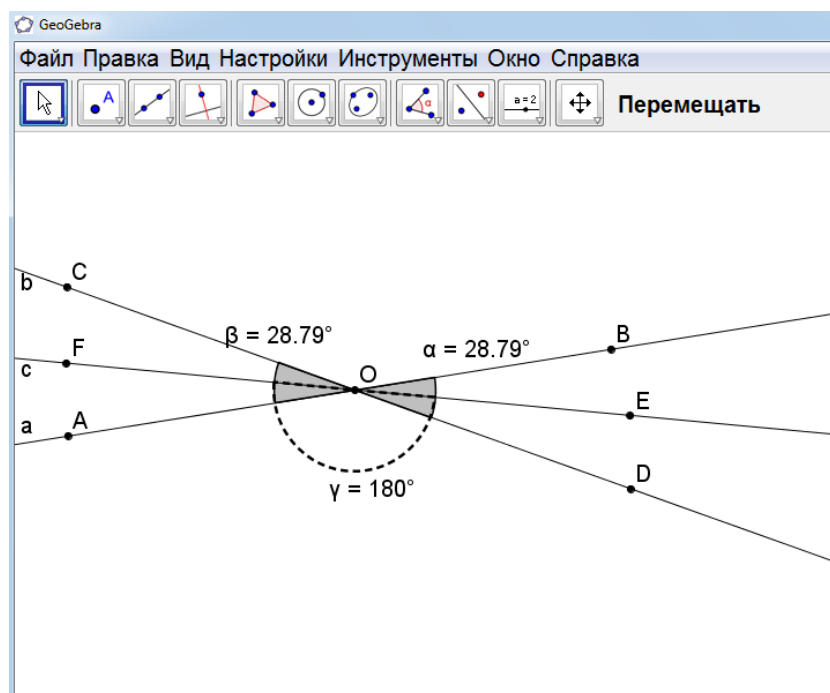 GeoGebra
Файл Правка Вид Настройки Инструменты Окно Справка
A α a=2 Перемещать
C
b
β = 28.79°
B
α = 28.79°
F
O
c
E
a
A
D
γ = 180°